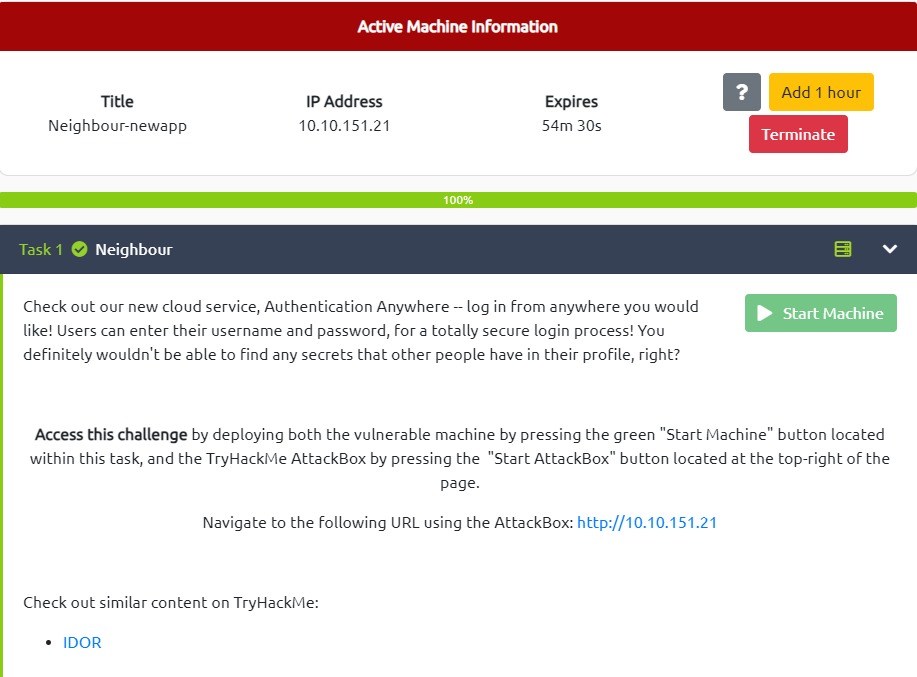 Active Machine Information
Title IP Address Expires ? Add 1 hour
Neighbour-newapp 10.10.151.21 54m 30s Terminate
100%
Task 1 Neighbour
Check out our new cloud service, Authentication Anywhere -- log in from anywhere you would
like! Users can enter their username and password, for a totally secure login process! You
definitely wouldn't be able to find any secrets that other people have in their profile, right?
Start Machine
Access this challenge by deploying both the vulnerable machine by pressing the green "Start Machine" button located
within this task, and the TryHackMe AttackBox by pressing the "Start AttackBox" button located at the top-right of the
page.
Navigate to the following URL using the AttackBox: http://10.10.151.21
Check out similar content on TryHackMe:
• IDOR